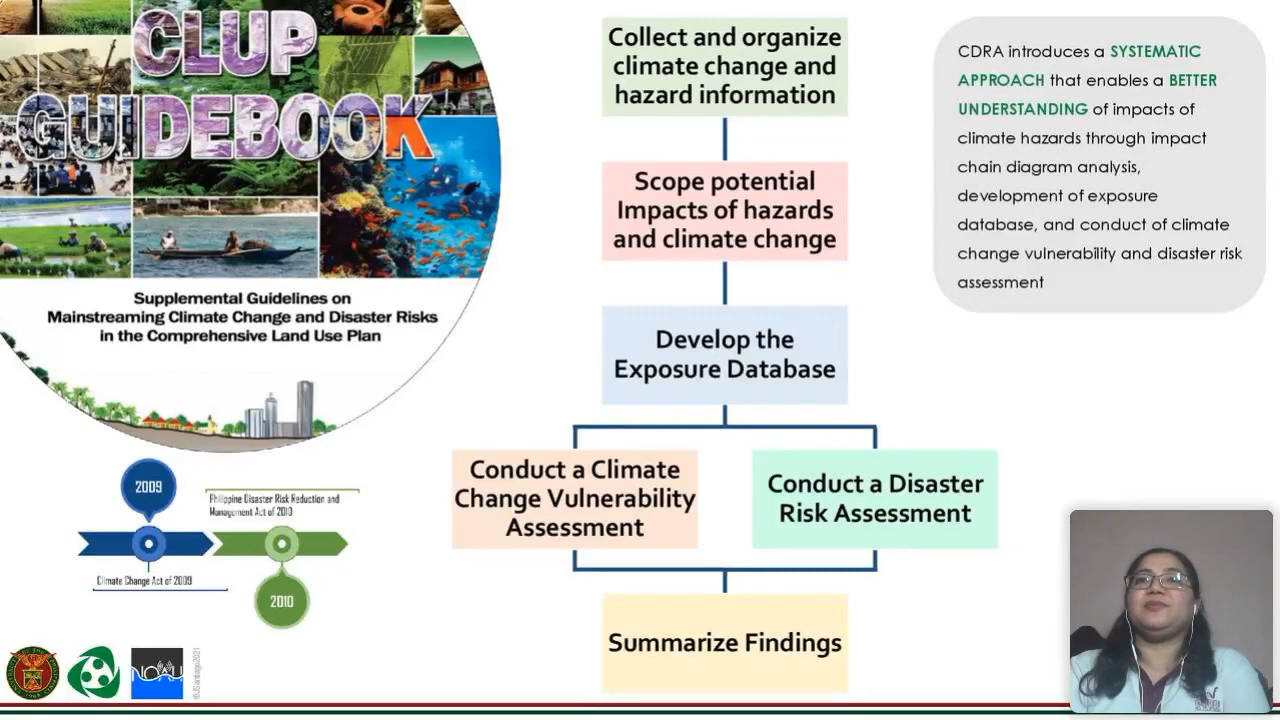 CLUP
GUIDEBOOK
Supplemental Guidelines on
Mainstreaming Climate Change and Disaster Risks
in the Comprehensive Land Use Plan
2009
Philippine Disaster Risk Reduction and
Management Act of 2010
Climate Change Act of 2009
2010
Collect and organize
climate change and
hazard information
Scope potential
Impacts of hazards
and climate change
Develop the
Exposure Database
Conduct a Climate
Change Vulnerability
Assessment
Conduct a Disaster
Risk Assessment
Summarize Findings
CDRA introduces a SYSTEMATIC
APPROACH that enables a BETTER
UNDERSTANDING of impacts of
climate hazards through impact
chain diagram analysis,
development of exposure
database, and conduct of climate
change vulnerability and disaster risk
assessment
NOAH